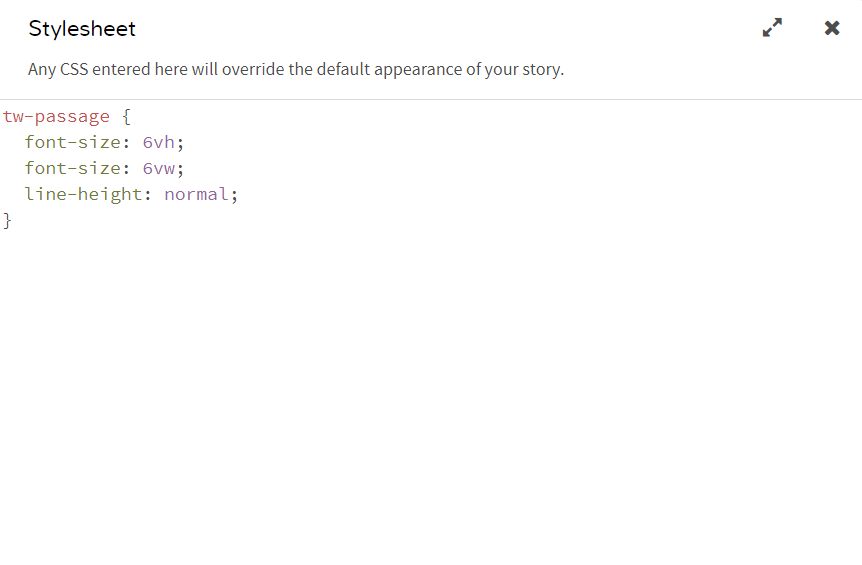 Stylesheet
Any CSS entered here will override the default appearance of your story.
tw-passage {
  font-size: 6vh;
  font-size: 6vw;
  line-height: normal;
}